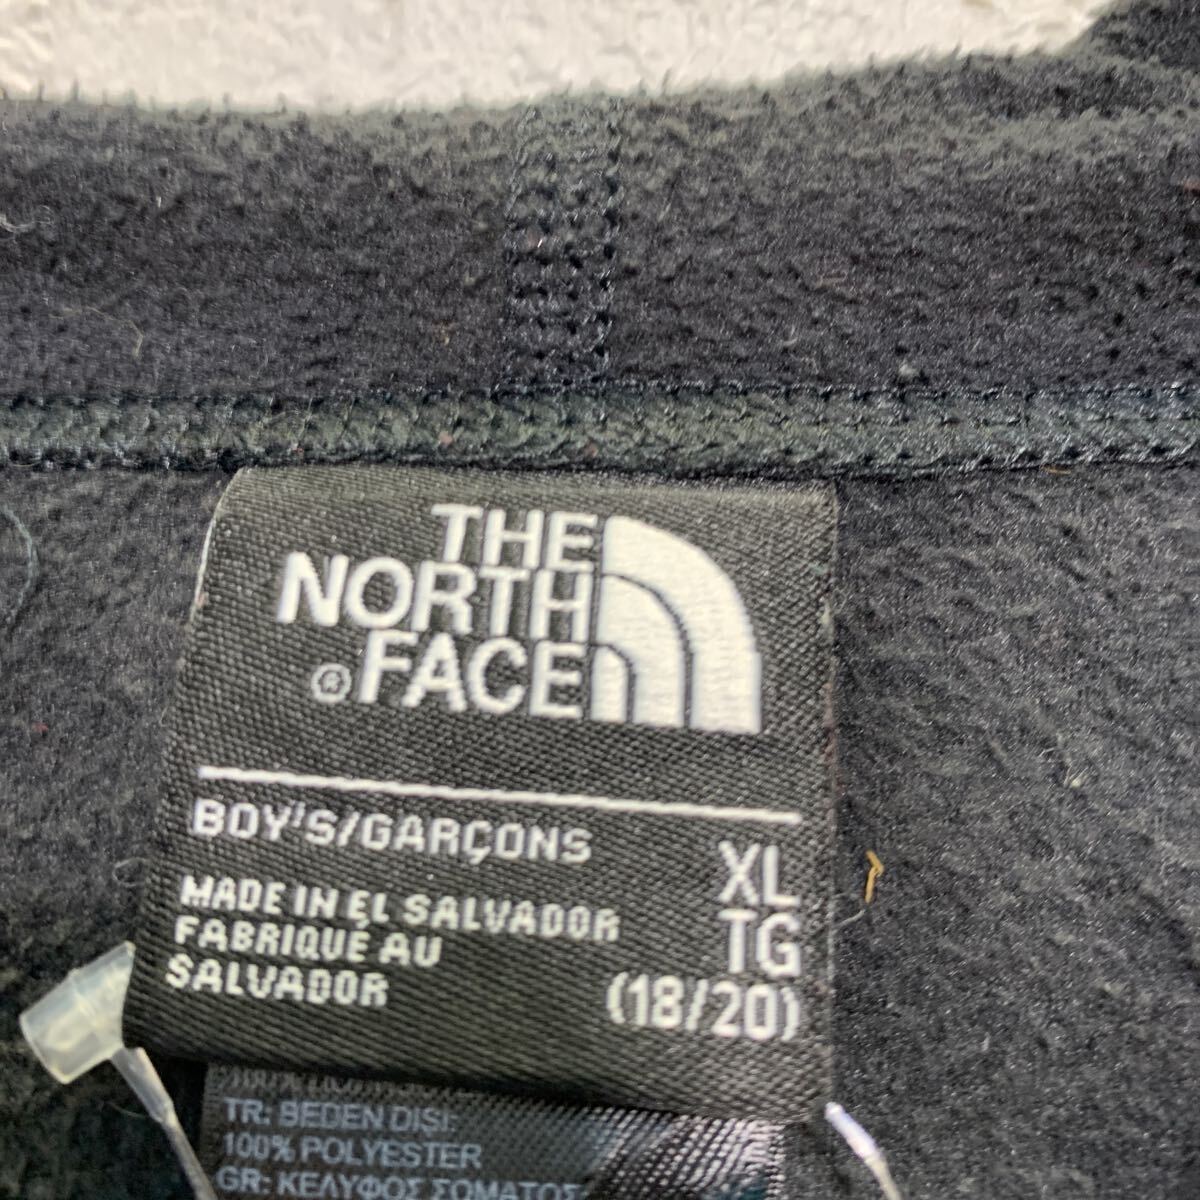 THE
NORTH
® FACE
BOY'S/GARÇONS
XL
TG
(18/20)
MADE IN EL SALVADOR
FABRIQUÉ AU
SALVADOR
TR: BEDEN DISI:
100% POLYESTER
GR: ΚΕΛΥΦΟΣ ΣΩΜΑΤΟΣ